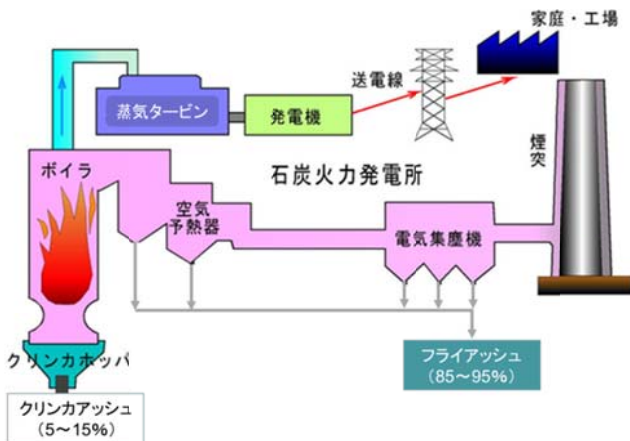 家庭・工場
送電線
蒸気タービン
発電機
ボイラ
石炭火力発電所
煙突
空気
予熱器
電気集塵機
クリンカホッパ
フライアッシュ
(85～95%)
クリンカアッシュ
(5～15%)